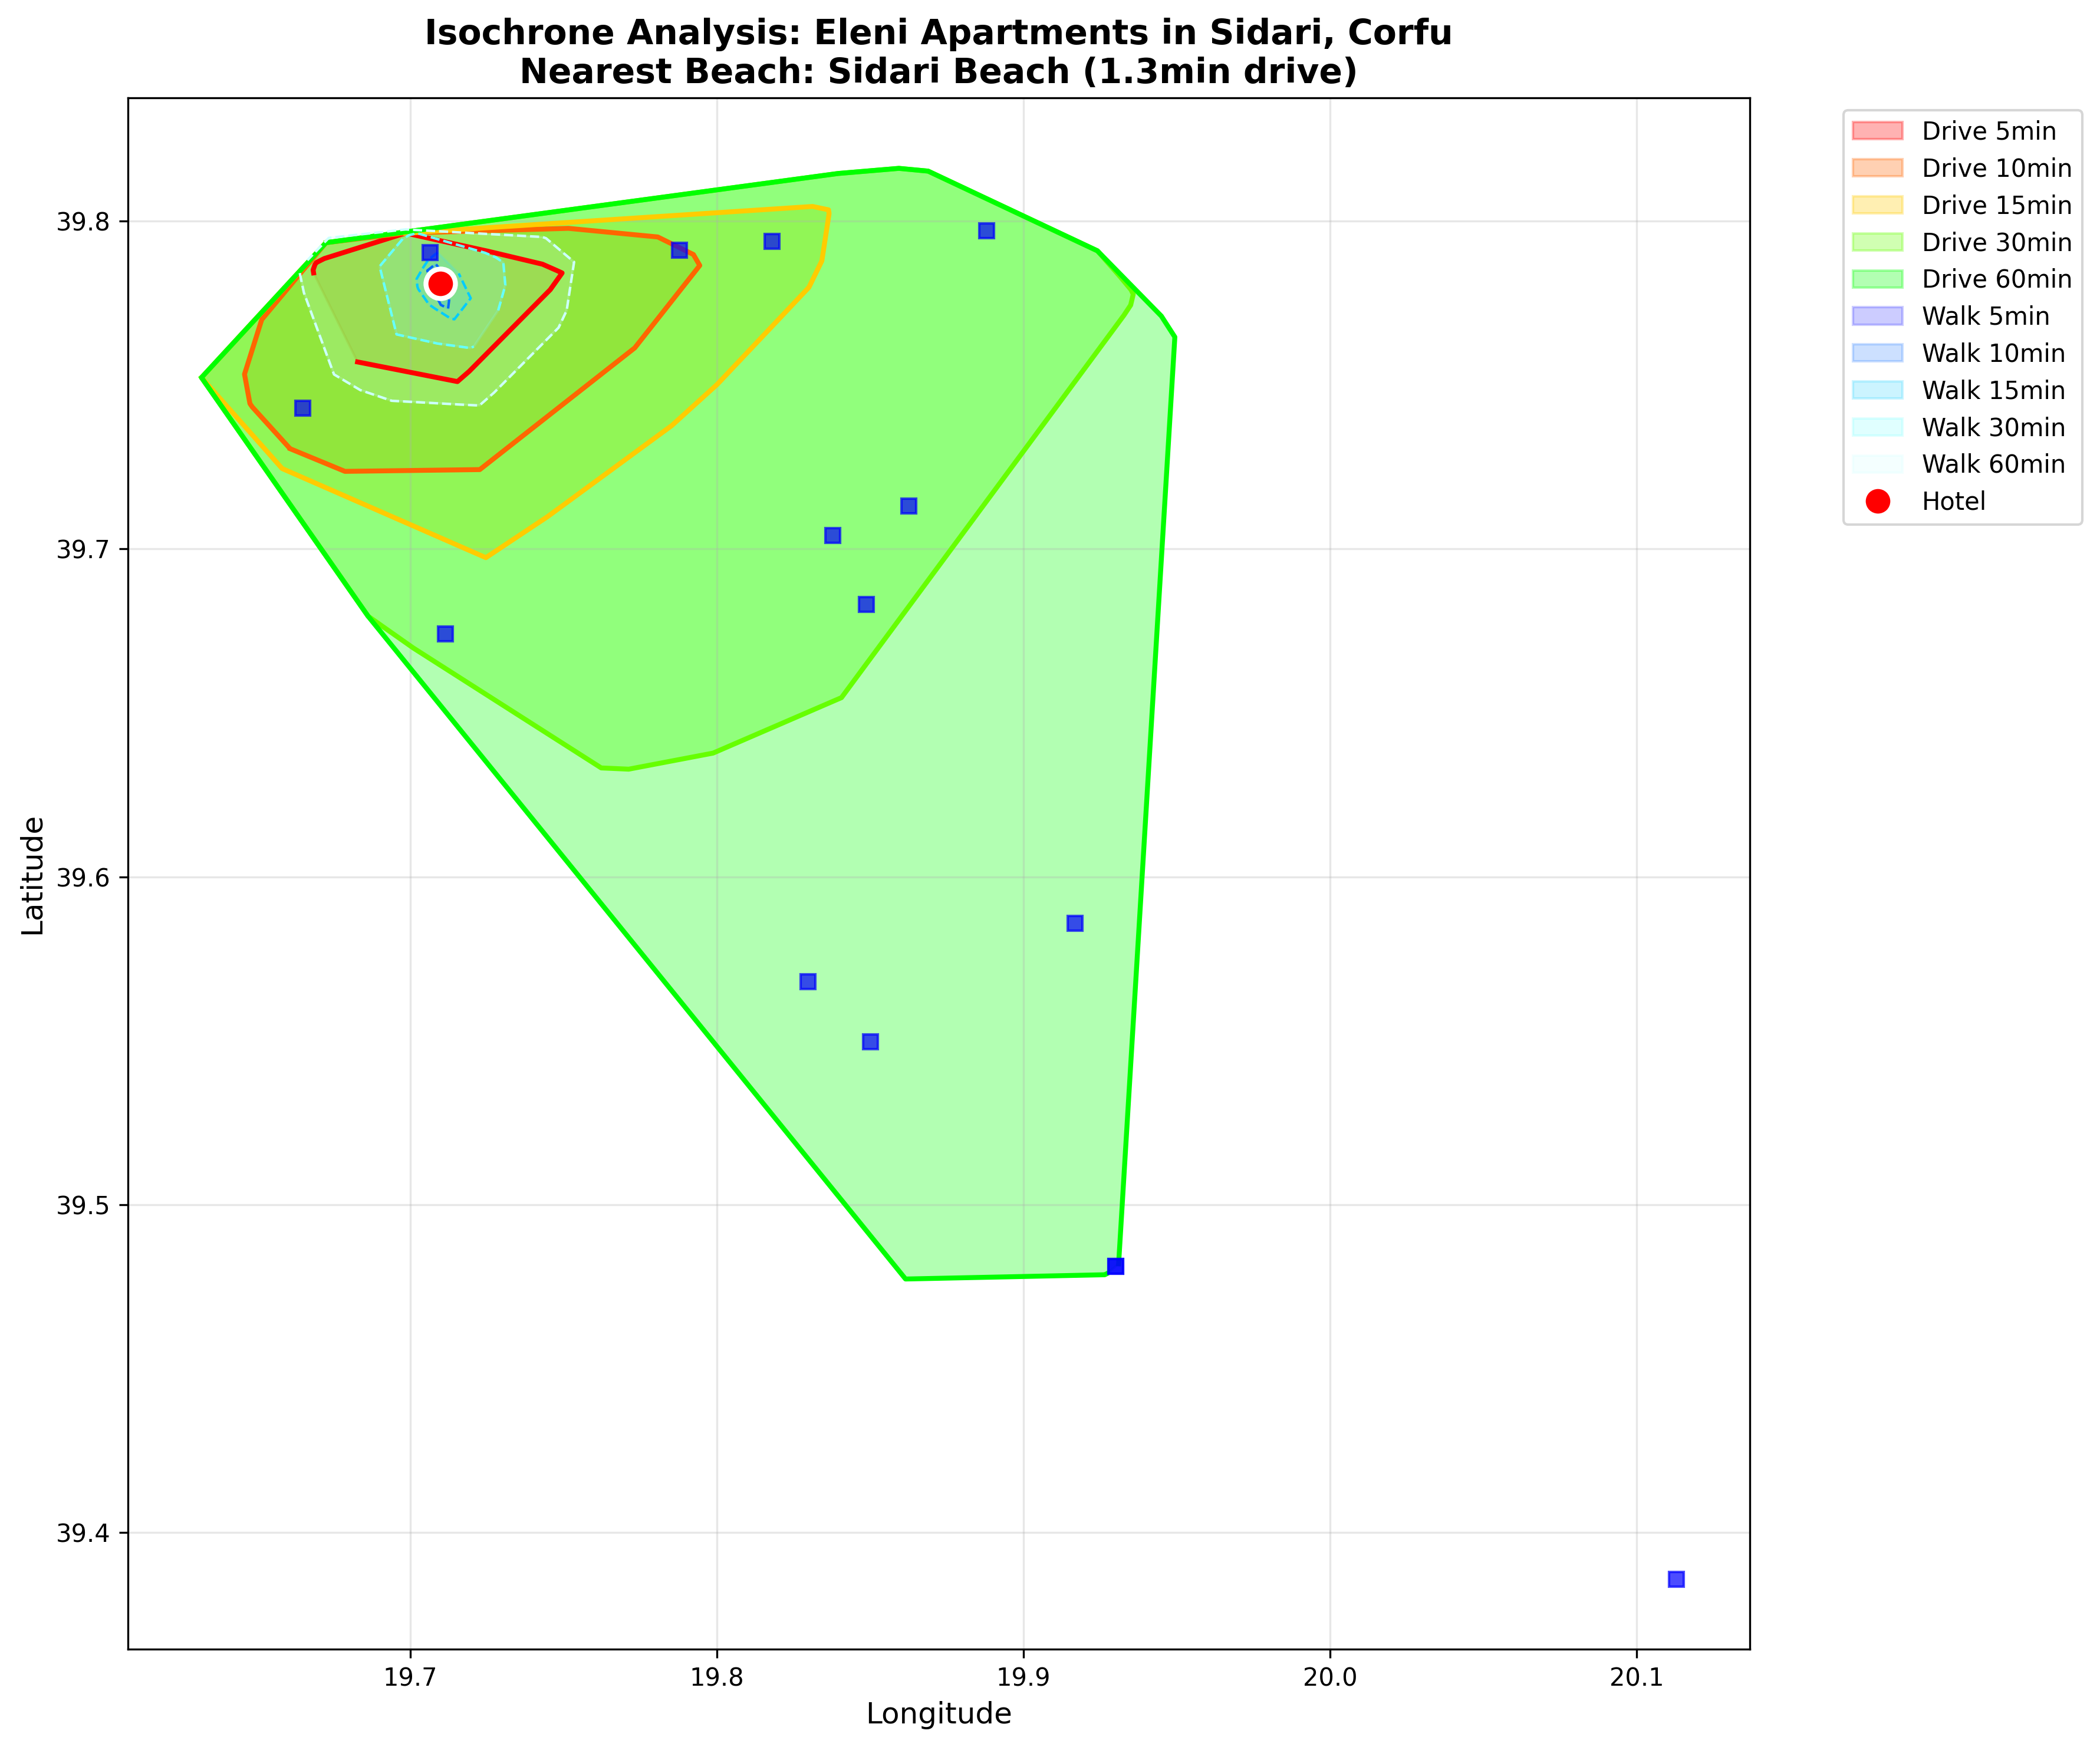 Isochrone Analysis: Eleni Apartments in Sidari, Corfu
Nearest Beach: Sidari Beach (1.3min drive)
Drive 5min
Drive 10min
Drive 15min
Drive 30min
Drive 60min
Walk 5min
Walk 10min
Walk 15min
Walk 30min
Walk 60min
Hotel
39.8
39.7
39.6
39.5
39.4
Latitude
19.7 19.8 19.9 20.0 20.1
Longitude